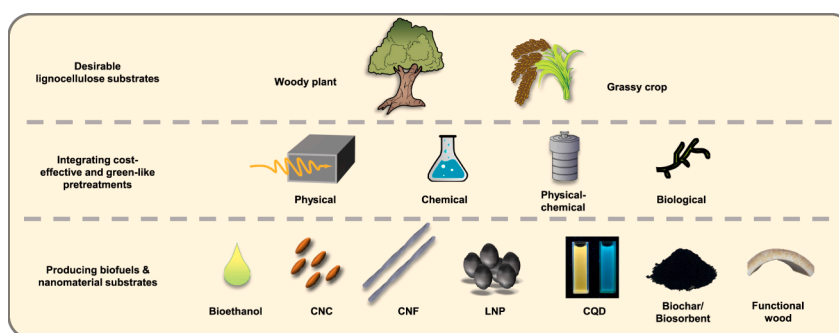 Desirable
lignocellulose substrates
Woody plant
Grassy crop
Integrating cost-
effective and green-like
pretreatments
Physical
Chemical
Physical-
chemical
Biological
Producing biofuels &
nanomaterial substrates
Bioethanol
CNC
CNF
LNP
CQD
Biochar/
Biosorbent
Functional
wood